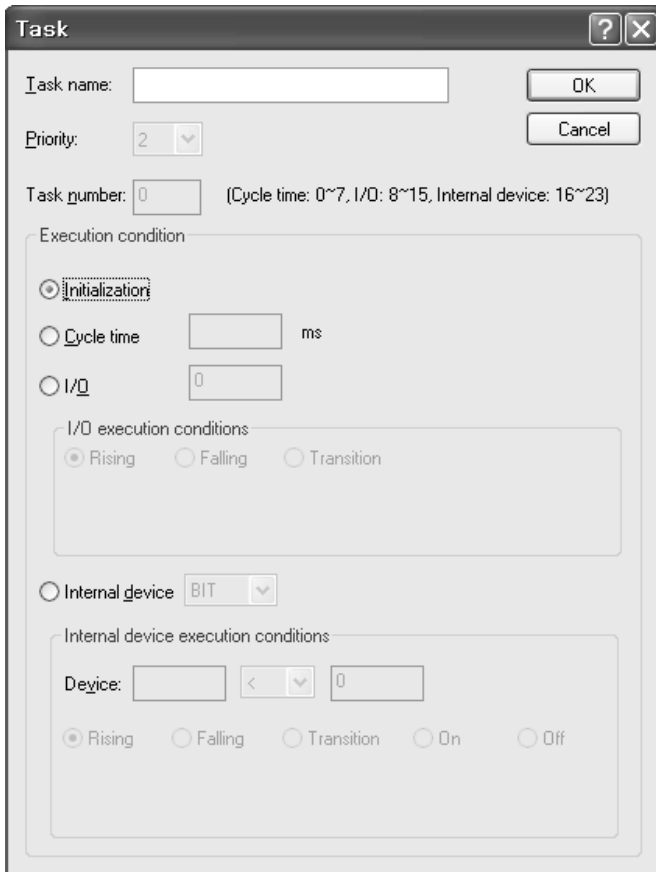 Task
Task name: OK
Priority: 2 Cancel
Task number: 0 (Cycle time: 0~7, I/O: 8~15, Internal device: 16~23)
Execution condition
Initialization
Cycle time ms
I/O 0
I/O execution conditions
Rising Falling Transition
Internal device BIT
Internal device execution conditions
Device: < 0
Rising Falling Transition On Off